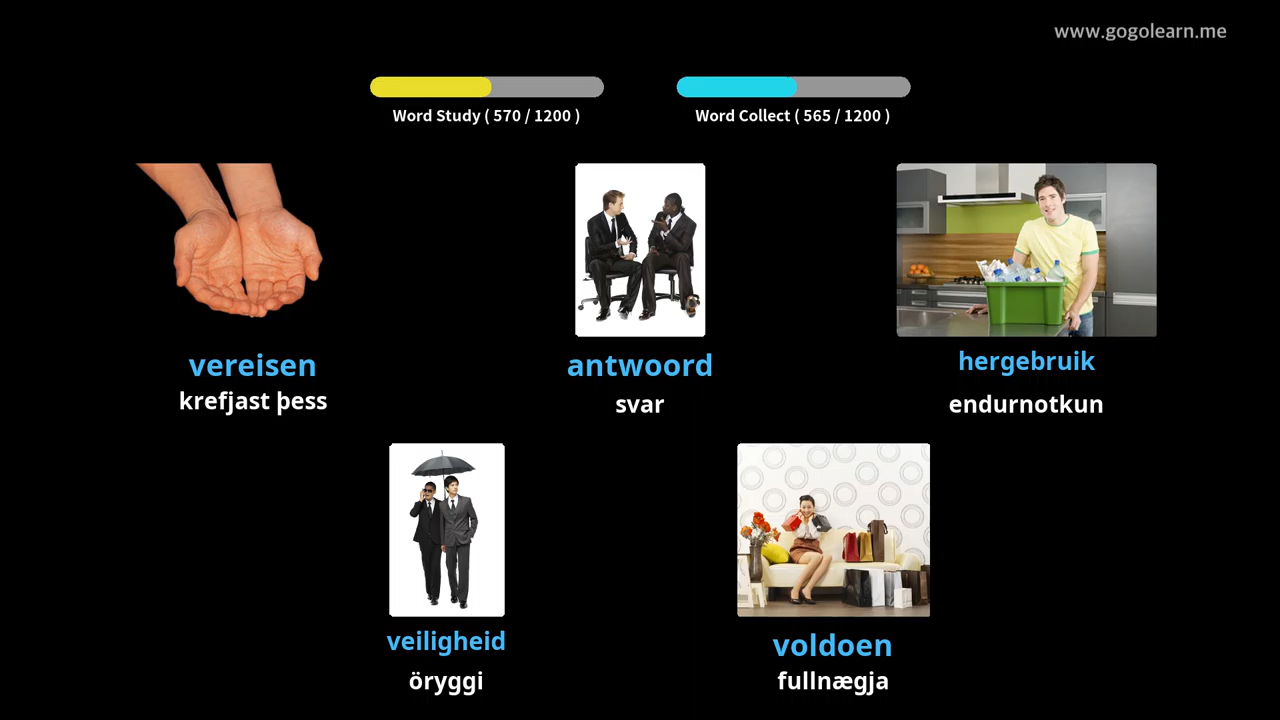 www.gogolearn.me
Word Study ( 570 / 1200 )
Word Collect ( 565 / 1200 )
vereisen
krefjast þess
antwoord
svar
hergebruik
endurnotkun
veiligheid
öryggi
voldoen
fullnægja